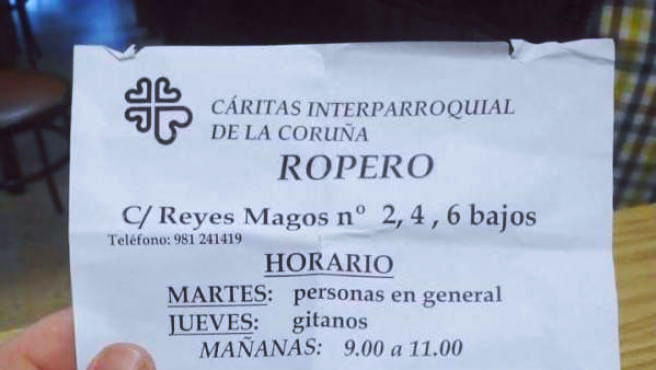 CÁRITAS INTERPARROQUIAL
DE LA CORUÑA
ROPERO
C/ Reyes Magos nº 2, 4 , 6 bajos
Teléfono: 981 241419
HORARIO
MARTES: personas en general
JUEVES: gitanos
MAÑANAS: 9.00 a 11.00